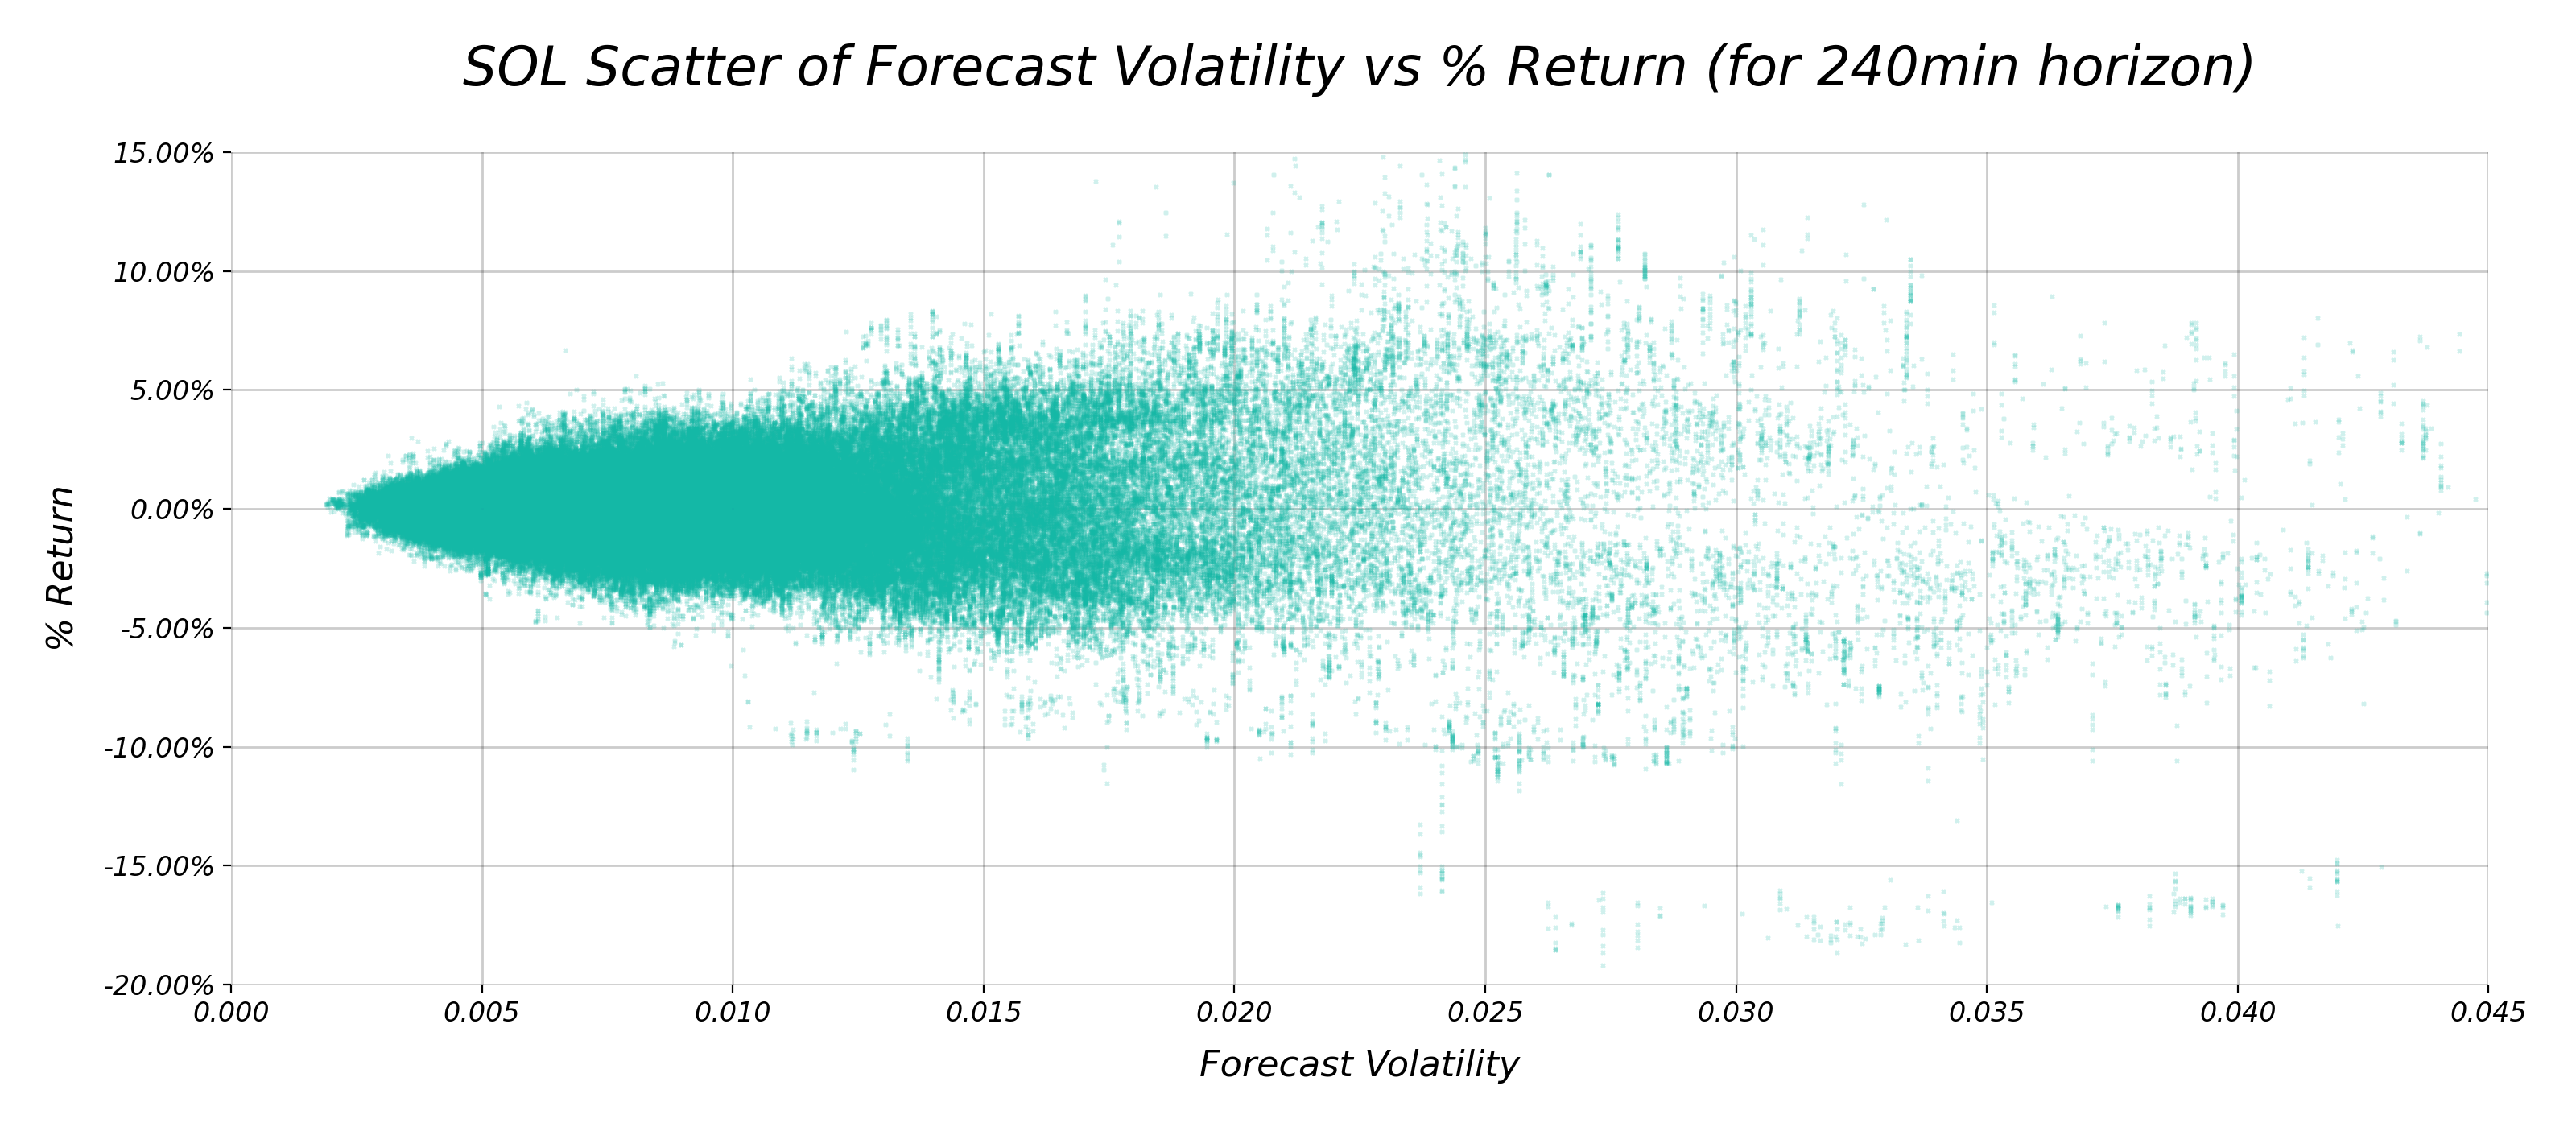 SOL Scatter of Forecast Volatility vs % Return (for 240min horizon)
15.00%
10.00%
5.00%
0.00%
-5.00%
-10.00%
-15.00%
-20.00%
% Return
0.000 0.005 0.010 0.015 0.020 0.025 0.030 0.035 0.040 0.045
Forecast Volatility